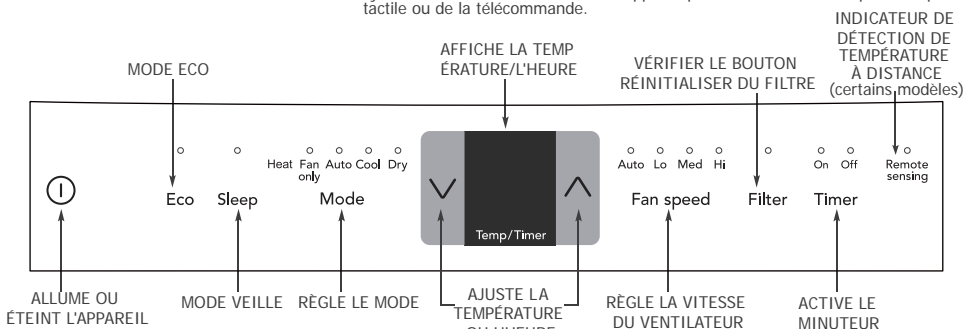 tactile ou de la télécommande.
INDICATEUR DE
DÉTECTION DE
TEMPÉRATURE
À DISTANCE
(certains modèles)
AFFICHE LA TEMP
ÉRATURE/L'HEURE
VÉRIFIER LE BOUTON
RÉINITIALISER DU FILTRE
MODE ECO
Heat Fan only Auto Cool Dry
Auto Lo Med Hi
On Off
Remote
sensing
Eco Sleep Mode
Fan speed Filter Timer
Temp/Timer
ALLUME OU
ÉTEINT L'APPAREIL
MODE VEILLE
RÈGLE LE MODE
AJUSTE LA
TEMPÉRATURE
OU L'HEURE
RÈGLE LA VITESSE
DU VENTILATEUR
ACTIVE LE
MINUTEUR